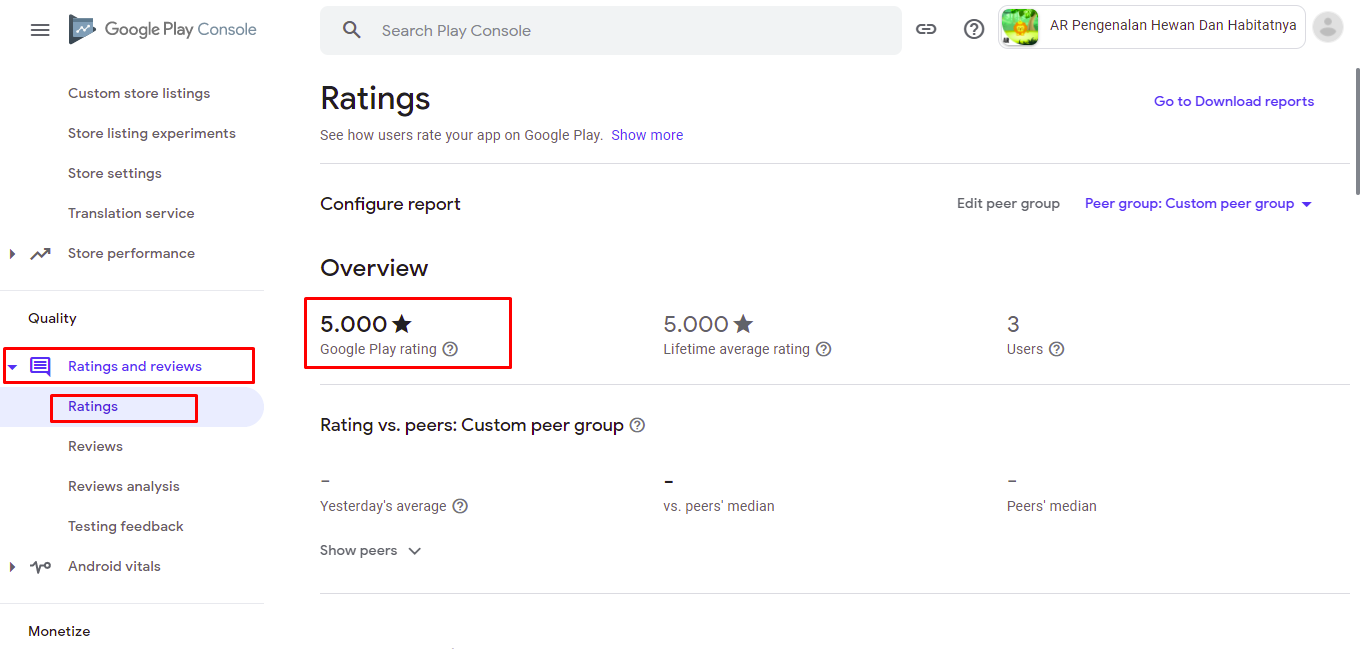 Google Play Console
Search Play Console
AR Pengenalan Hewan Dan Habitatnya
Custom store listings
Store listing experiments
Store settings
Translation service
Store performance
Quality
Ratings and reviews
Ratings
Reviews
Reviews analysis
Testing feedback
Android vitals
Monetize
Ratings
Go to Download reports
See how users rate your app on Google Play. Show more
Configure report
Edit peer group
Peer group: Custom peer group
Overview
5.000 ★
Google Play rating
5.000 ★
Lifetime average rating
3
Users
Rating vs. peers: Custom peer group
–
Yesterday's average
–
vs. peers' median
–
Peers' median
Show peers